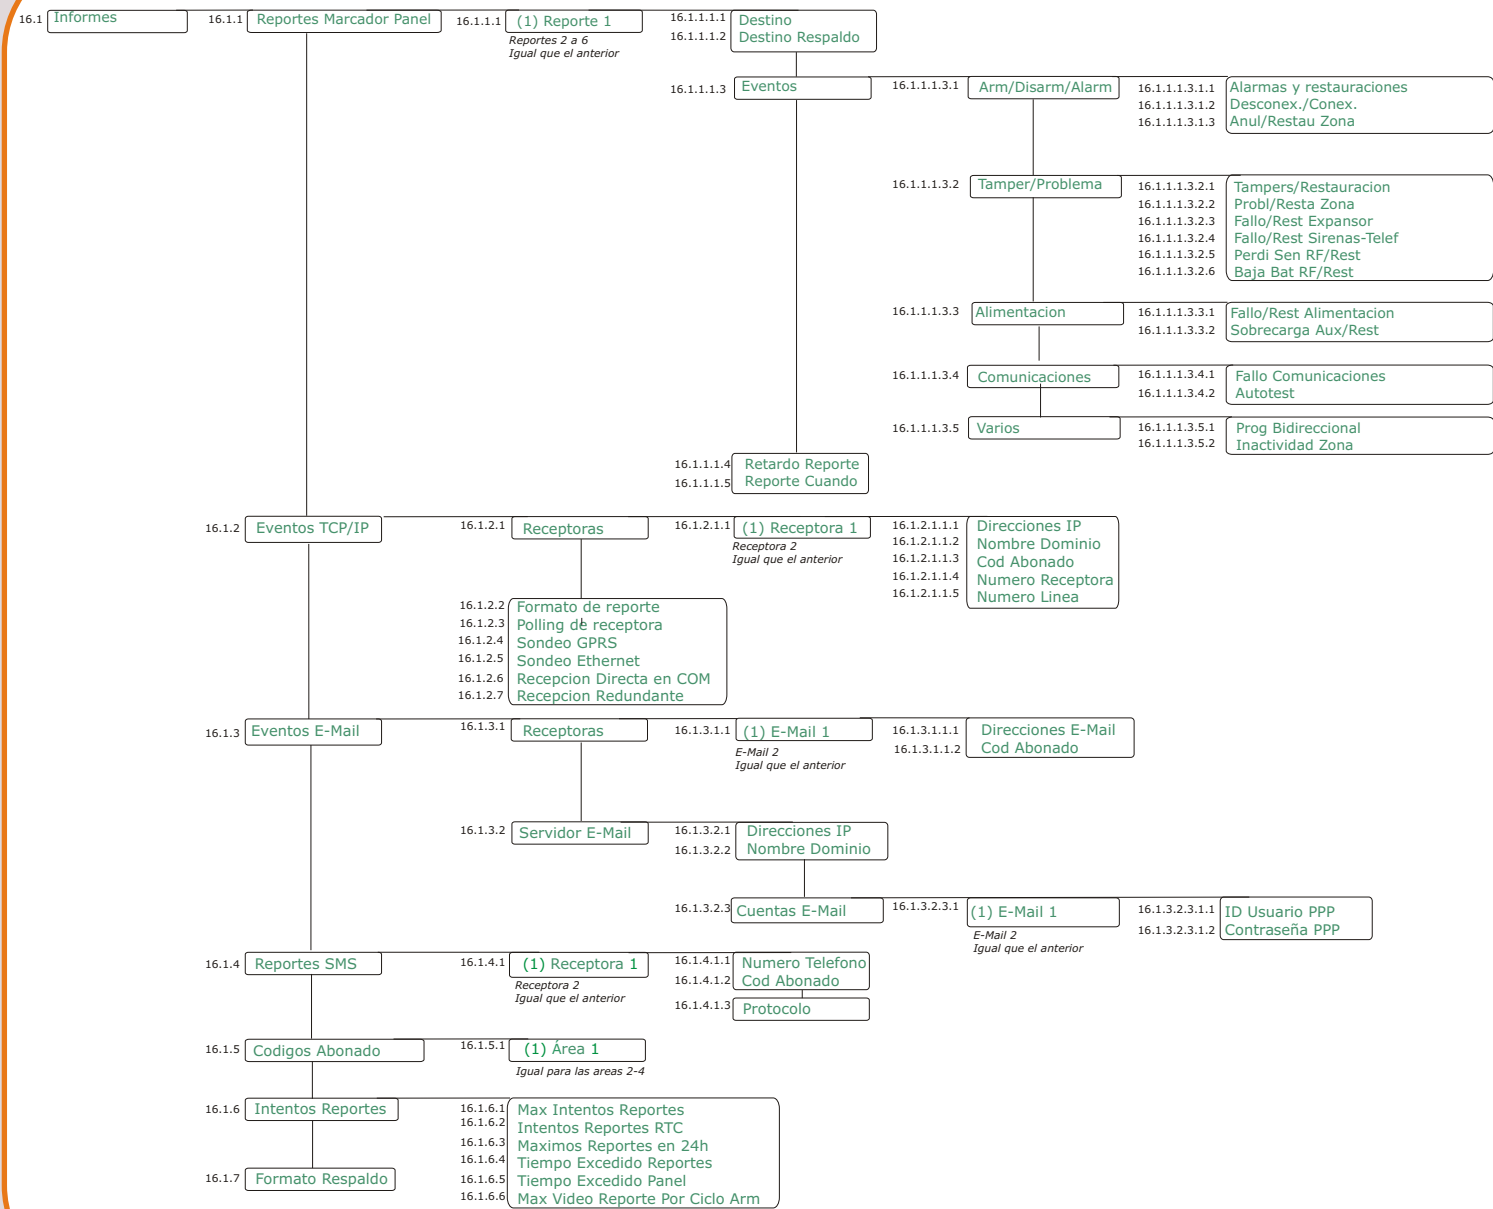 16.1 Informes
16.1.1 Reportes Marcador Panel
16.1.1.1 (1) Reporte 1
Reportes 2 a 6
Igual que el anterior
16.1.1.1.1 Destino
16.1.1.1.2 Destino Respaldo
16.1.1.1.3 Eventos
16.1.1.1.3.1 Arm/Disarm/Alarm
16.1.1.1.3.1.1 Alarmas y restauraciones
16.1.1.1.3.1.2 Desconex./Conex.
16.1.1.1.3.1.3 Anul/Restau Zona
16.1.1.1.3.2 Tamper/Problema
16.1.1.1.3.2.1 Tampers/Restauracion
16.1.1.1.3.2.2 Probl/Resta Zona
16.1.1.1.3.2.3 Fallo/Rest Expansor
16.1.1.1.3.2.4 Fallo/Rest Sirenas-Telef
16.1.1.1.3.2.5 Perdi Sen RF/Rest
16.1.1.1.3.2.6 Baja Bat RF/Rest
16.1.1.1.3.3 Alimentacion
16.1.1.1.3.3.1 Fallo/Rest Alimentacion
16.1.1.1.3.3.2 Sobrecarga Aux/Rest
16.1.1.1.3.4 Comunicaciones
16.1.1.1.3.4.1 Fallo Comunicaciones
16.1.1.1.3.4.2 Autotest
16.1.1.1.3.5 Varios
16.1.1.1.3.5.1 Prog Bidireccional
16.1.1.1.3.5.2 Inactividad Zona
16.1.1.1.4 Retardo Reporte
16.1.1.1.5 Reporte Cuando
16.1.2 Eventos TCP/IP
16.1.2.1 Receptoras
16.1.2.1.1 (1) Receptora 1
Receptora 2
Igual que el anterior
16.1.2.1.1.1 Direcciones IP
16.1.2.1.1.2 Nombre Dominio
16.1.2.1.1.3 Cod Abonado
16.1.2.1.1.4 Numero Receptora
16.1.2.1.1.5 Numero Linea
16.1.2.2 Formato de reporte
16.1.2.3 Polling de receptora
16.1.2.4 Sondeo GPRS
16.1.2.5 Sondeo Ethernet
16.1.2.6 Recepcion Directa en COM
16.1.2.7 Recepcion Redundante
16.1.3 Eventos E-Mail
16.1.3.1 Receptoras
16.1.3.1.1 (1) E-Mail 1
E-Mail 2
Igual que el anterior
16.1.3.1.1.1 Direcciones E-Mail
16.1.3.1.1.2 Cod Abonado
16.1.3.2 Servidor E-Mail
16.1.3.2.1 Direcciones IP
16.1.3.2.2 Nombre Dominio
16.1.3.2.3 Cuentas E-Mail
16.1.3.2.3.1 (1) E-Mail 1
E-Mail 2
Igual que el anterior
16.1.3.2.3.1.1 ID Usuario PPP
16.1.3.2.3.1.2 Contraseña PPP
16.1.4 Reportes SMS
16.1.4.1 (1) Receptora 1
Receptora 2
Igual que el anterior
16.1.4.1.1 Numero Telefono
16.1.4.1.2 Cod Abonado
16.1.4.1.3 Protocolo
16.1.5 Codigos Abonado
16.1.5.1 (1) Área 1
Igual para las areas 2-4
16.1.6 Intentos Reportes
16.1.6.1 Max Intentos Reportes
16.1.6.2 Intentos Reportes RTC
16.1.6.3 Maximos Reportes en 24h
16.1.6.4 Tiempo Excedido Reportes
16.1.6.5 Tiempo Excedido Panel
16.1.6.6 Max Video Reporte Por Ciclo Arm
16.1.7 Formato Respaldo